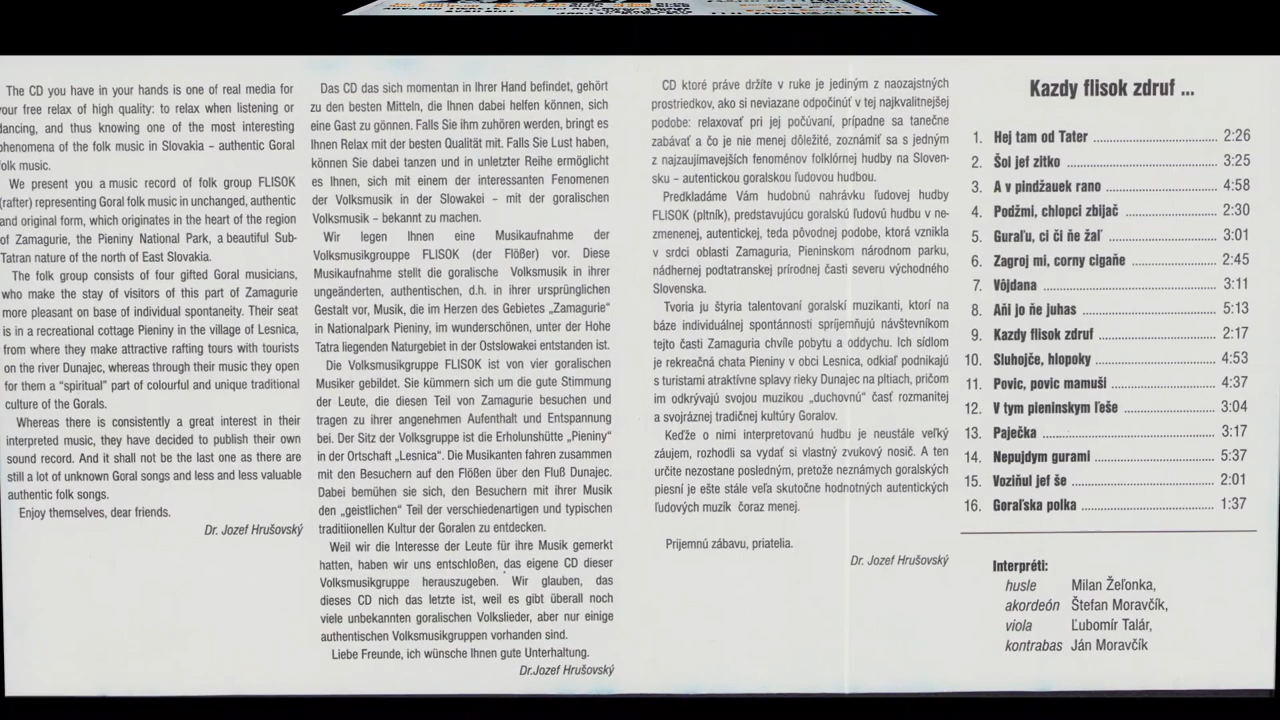 The CD you have in your hands is one of real media for
your free relax of high quality: to relax when listening or
dancing, and thus knowing one of the most interesting
phenomena of the folk music in Slovakia – authentic Goral
folk music.
We present you a music record of folk group FLISOK
(rafter) representing Goral folk music in unchanged, authentic
and original form, which originates in the heart of the region
of Zamagurie, the Pieniny National Park, a beautiful Sub-
Tatran nature of the north of East Slovakia.
The folk group consists of four gifted Goral musicians,
who make the stay of visitors of this part of Zamagurie
more pleasant on base of individual spontaneity. Their seat
is in a recreational cottage Pieniny in the village of Lesnica,
from where they make attractive rafting tours with tourists
on the river Dunajec, whereas through their music they open
for them a "spiritual" part of colourful and unique traditional
culture of the Gorals.
Whereas there is consistently a great interest in their
interpreted music, they have decided to publish their own
sound record. And it shall not be the last one as there are
still a lot of unknown Goral songs and less and less valuable
authentic folk songs.
Enjoy themselves, dear friends.
Dr. Jozef Hrušovský
Das CD das sich momentan in Ihrer Hand befindet, gehört
zu den besten Mitteln, die Ihnen dabei helfen können, sich
eine Gast zu gönnen. Falls Sie ihm zuhören werden, bringt es
Ihnen Relax mit der besten Qualität mit. Falls Sie Lust haben,
können Sie dabei tanzen und in unletzter Reihe ermöglicht
es Ihnen, sich mit einem der interessanten Fenomenen
der Volksmusik in der Slowakei – mit der goralischen
Volksmusik – bekannt zu machen.
Wir legen Ihnen eine Musikaufnahme der
Volksmusikgruppe FLISOK (der Flößer) vor. Diese
Musikaufnahme stellt die goralische Volksmusik in ihrer
ungeänderten, authentischen, d.h. in ihrer ursprünglichen
Gestalt vor, Musik, die im Herzen des Gebietes „Zamagurie"
in Nationalpark Pieniny, im wunderschönen, unter der Hohe
Tatra liegenden Naturgebiet in der Ostslowakei entstanden ist.
Die Volksmusikgruppe FLISOK ist von vier goralischen
Musiker gebildet. Sie kümmern sich um die gute Stimmung
der Leute, die diesen Teil von Zamagurie besuchen und
tragen zu ihrer angenehmen Aufenthalt und Entspannung
bei. Der Sitz der Volksgruppe ist die Erholunshütte „Pieniny"
in der Ortschaft „Lesnica". Die Musikanten fahren zusammen
mit den Besuchern auf den Flößen über den Fluß Dunajec.
Dabei bemühen sie sich, den Besuchern mit ihrer Musik
den „geistlichen" Teil der verschiedenartigen und typischen
traditiionellen Kultur der Goralen zu entdecken.
Weil wir die Interesse der Leute für ihre Musik gemerkt
hatten, haben wir uns entschloßen, das eigene CD dieser
Volksmusikgruppe herauszugeben. Wir glauben, das
dieses CD nich das letzte ist, weil es gibt überall noch
viele unbekannten goralischen Volkslieder, aber nur einige
authentischen Volksmusikgruppen vorhanden sind.
Liebe Freunde, ich wünsche Ihnen gute Unterhaltung.
Dr.Jozef Hrušovský
CD ktoré práve držíte v ruke je jediným z naozajstných
prostriedkov, ako si neviazane odpočinúť v tej najkvalitnejšej
podobe: relaxovať pri jej počúvaní, prípadne sa tanečne
zabávať a čo je nie menej dôležité, zoznámiť sa s jedným
z najzaujímavejších fenoménov folklórnej hudby na Sloven-
sku – autentickou goralskou ľudovou hudbou.
Predkladáme Vám hudobnú nahrávku ľudovej hudby
FLISOK (pltník), predstavujúcu goralskú ľudovú hudbu v ne-
zmenenej, autentickej, teda pôvodnej podobe, ktorá vznikla
v srdci oblasti Zamaguria, Pieninskom národnom parku,
nádhernej podtatranskej prírodnej časti severu východného
Slovenska.
Tvoria ju štyria talentovaní goralskí muzikanti, ktorí na
báze individuálnej spontánnosti spríjemňujú návštevníkom
tejto časti Zamaguria chvíle pobytu a oddychu. Ich sídlom
je rekreačná chata Pieniny v obci Lesnica, odkiaľ podnikajú
s turistami atraktívne splavy rieky Dunajec na pltiach, pričom
im odkrývajú svojou muzikou „duchovnú" časť rozmanitej
a svojráznej tradičnej kultúry Goralov.
Keďže o nimi interpretovanú hudbu je neustále veľký
záujem, rozhodli sa vydať si vlastný zvukový nosič. A ten
určite nezostane posledným, pretože neznámych goralských
piesní je ešte stále veľa skutočne hodnotných autentických
ľudových muzík čoraz menej.
Prijemnú zábavu, priatelia.
Dr. Jozef Hrušovský
Kazdy flisok zdruf ...
1. Hej tam od Tater ... 2:26
2. Šol jef zitko ... 3:25
3. A v pindžauek rano ... 4:58
4. Podžmi, chlopci zbijač ... 2:30
5. Guraľu, ci či ňe žaľ ... 3:01
6. Zagroj mi, corny cigaňe ... 2:45
7. Vôjdana ... 3:11
8. Aňi jo ňe juhas ... 5:13
9. Kazdy flisok zdruf ... 2:17
10. Sluhojče, hlopoky ... 4:53
11. Povic, povic mamuši ... 4:37
12. V tym pieninskym ľeše ... 3:04
13. Paječka ... 3:17
14. Nepujdym gurami ... 5:37
15. Voziňul jef še ... 2:01
16. Goraľska polka ... 1:37
Interpréti:
husle Milan Žeľonka,
akordeón Štefan Moravčík,
viola Ľubomír Talár,
kontrabas Ján Moravčík